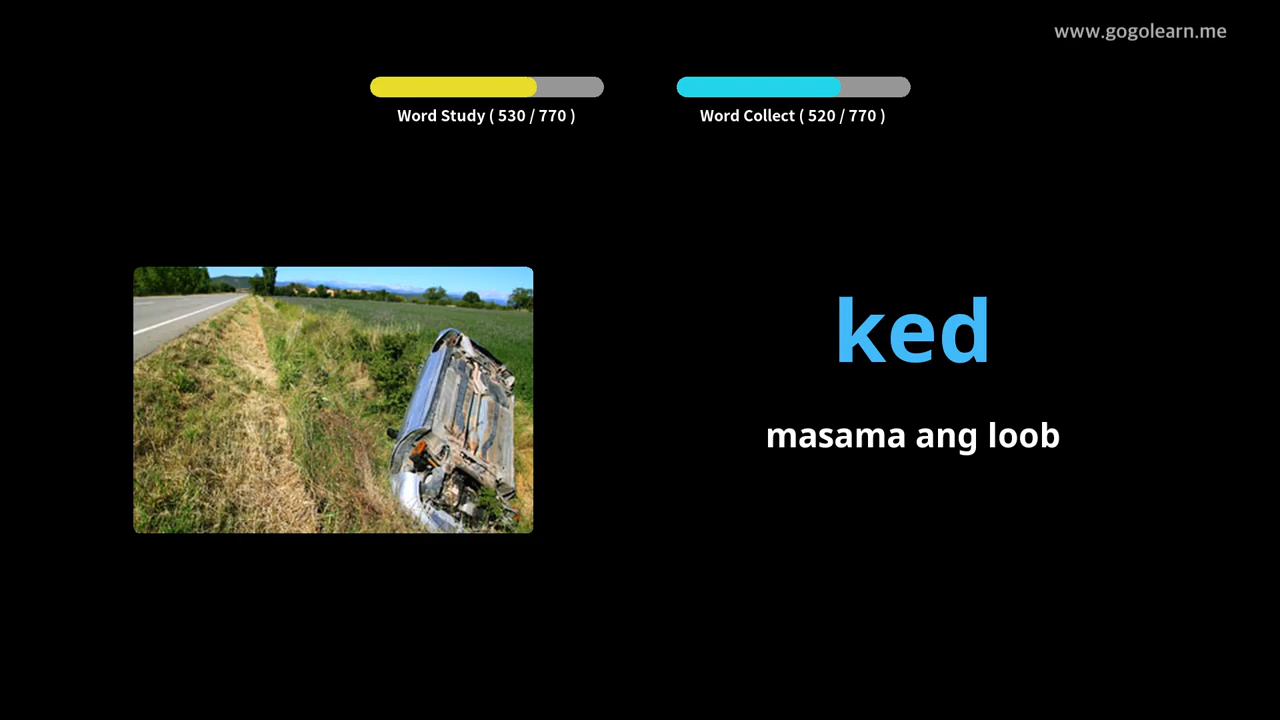 www.gogolearn.me
Word Study ( 530 / 770 )
Word Collect ( 520 / 770 )
ked
masama ang loob